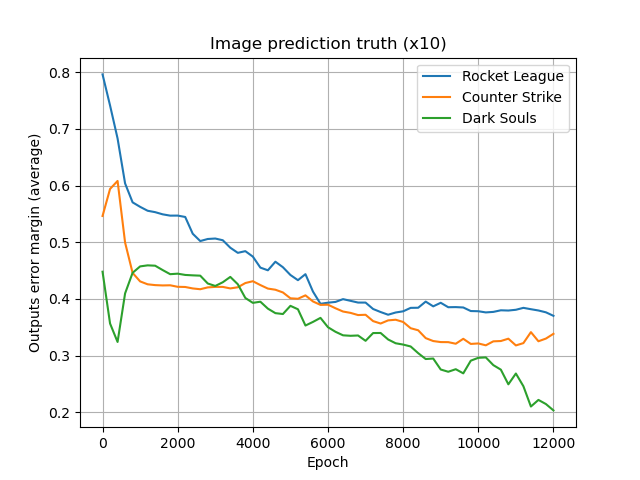 Image prediction truth (x10)
Rocket League
Counter Strike
Dark Souls
Outputs error margin (average)
0.8
0.7
0.6
0.5
0.4
0.3
0.2
0 2000 4000 6000 8000 10000 12000
Epoch